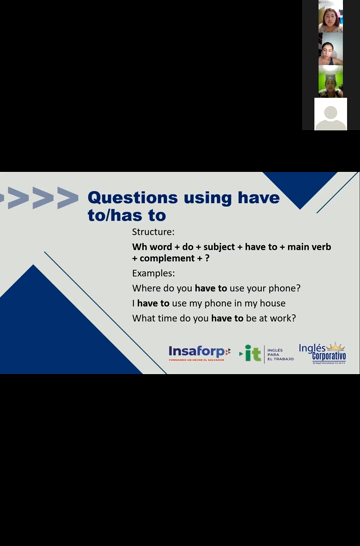 Questions using have
to/has to
Structure:
Wh word + do + subject + have to + main verb
+ complement + ?
Examples:
Where do you have to use your phone?
I have to use my phone in my house
What time do you have to be at work?
Insaforp
it
INGLÉS
PARA
EL TRABAJO
Inglés
Corporativo